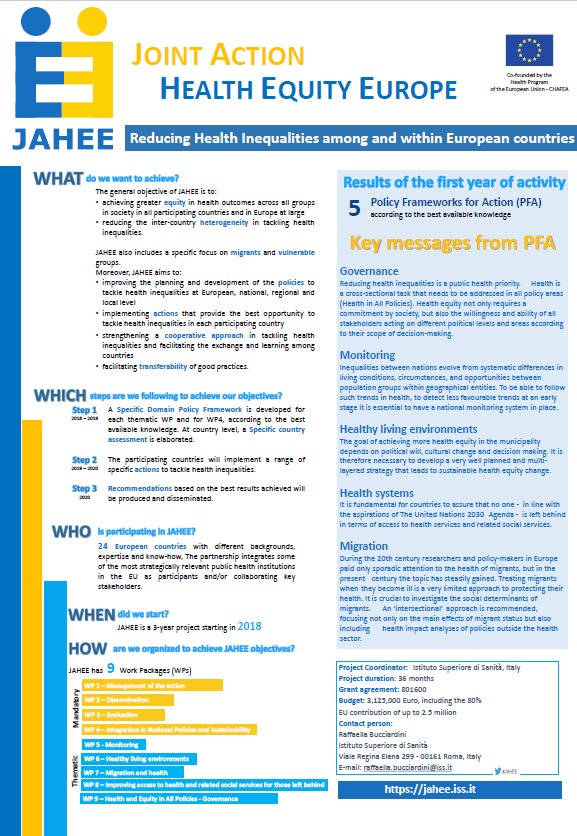 JOINT ACTION
HEALTH EQUITY EUROPE
Co-funded by the
Health Program
of the European Union - CHAFEA
JAHEE
Reducing Health Inequalities among and within European countries
WHAT do we want to achieve?
The general objective of JAHEE is to:
• achieving greater equity in health outcomes across all groups
in society in all participating countries and in Europe at large
• reducing the inter-country heterogeneity in tackling health
inequalities.
JAHEE also includes a specific focus on migrants and vulnerable
groups.
Moreover, JAHEE aims to:
• improving the planning and development of the policies to
tackle health inequalities at European, national, regional and
local level
• implementing actions that provide the best opportunity to
tackle health inequalities in each participating country
• strengthening a cooperative approach in tackling health
inequalities and facilitating the exchange and learning among
countries
• facilitating transferability of good practices.
WHICH steps are we following to achieve our objectives?
Step 1
2018 – 2019
A Specific Domain Policy Framework is developed for
each thematic WP and for WP4, according to the best
available knowledge. At country level, a Specific country
assessment is elaborated.
Step 2
2019 – 2020
The participating countries will implement a range of
specific actions to tackle health inequalities.
Step 3
2020
Recommendations based on the best results achieved will
be produced and disseminated.
WHO is participating in JAHEE?
24 European countries with different backgrounds,
expertise and know-how, The partnership integrates some
of the most strategically relevant public health institutions
in the EU as participants and/or collaborating key
stakeholders.
WHEN did we start?
JAHEE is a 3-year project starting in 2018
HOW are we organized to achieve JAHEE objectives?
JAHEE has 9 Work Packages (WPs)
Mandatory
WP 1 – Management of the action
WP 2 – Dissemination
WP 3 – Evaluation
WP 4 – Integration in National Policies and Sustainability
Thematic
WP 5 - Monitoring
WP 6 – Healthy living environments
WP 7 – Migration and health
WP 8 – Improving access to health and related social services for those left behind
WP 9 – Health and Equity in All Policies - Governance
Results of the first year of activity
5 Policy Frameworks for Action (PFA)
according to the best available knowledge
Key messages from PFA
Governance
Reducing health inequalities is a public health priority. Health is
a cross-sectional task that needs to be addressed in all policy areas
(Health in All Policies). Health equity not only requires a
commitment by society, but also the willingness and ability of all
stakeholders acting on different political levels and areas according
to their scope of decision-making.
Monitoring
Inequalities between nations evolve from systematic differences in
living conditions, circumstances, and opportunities between
population groups within geographical entities. To be able to follow
such trends in health, to detect less favourable trends at an early
stage it is essential to have a national monitoring system in place.
Healthy living environments
The goal of achieving more health equity in the municipality
depends on political will, cultural change and decision making. It is
therefore necessary to develop a very well planned and multi-
layered strategy that leads to sustainable health equity change.
Health systems
It is fundamental for countries to assure that no one - in line with
the aspirations of The United Nations 2030 Agenda - is left behind
in terms of access to health services and related social services.
Migration
During the 20th century researchers and policy-makers in Europe
paid only sporadic attention to the health of migrants, but in the
present century the topic has steadily gained. Treating migrants
when they become ill is a very limited approach to protecting their
health. It is crucial to investigate the social determinants of
migrants. An ‘intersectional’ approach is recommended,
focusing not only on the main effects of migrant status but also
including health impact analyses of policies outside the health
sector.
Project Coordinator: Istituto Superiore di Sanità, Italy
Project duration: 36 months
Grant agreement: 801600
Budget: 3,125,000 Euro, including the 80%
EU contribution of up to 2.5 million
Contact person:
Raffaella Bucciardini
Istituto Superiore di Sanità
Viale Regina Elena 299 - 00161 Roma, Italy
E-mail: raffaella.bucciardini@iss.it
#JAHEE
https://jahee.iss.it